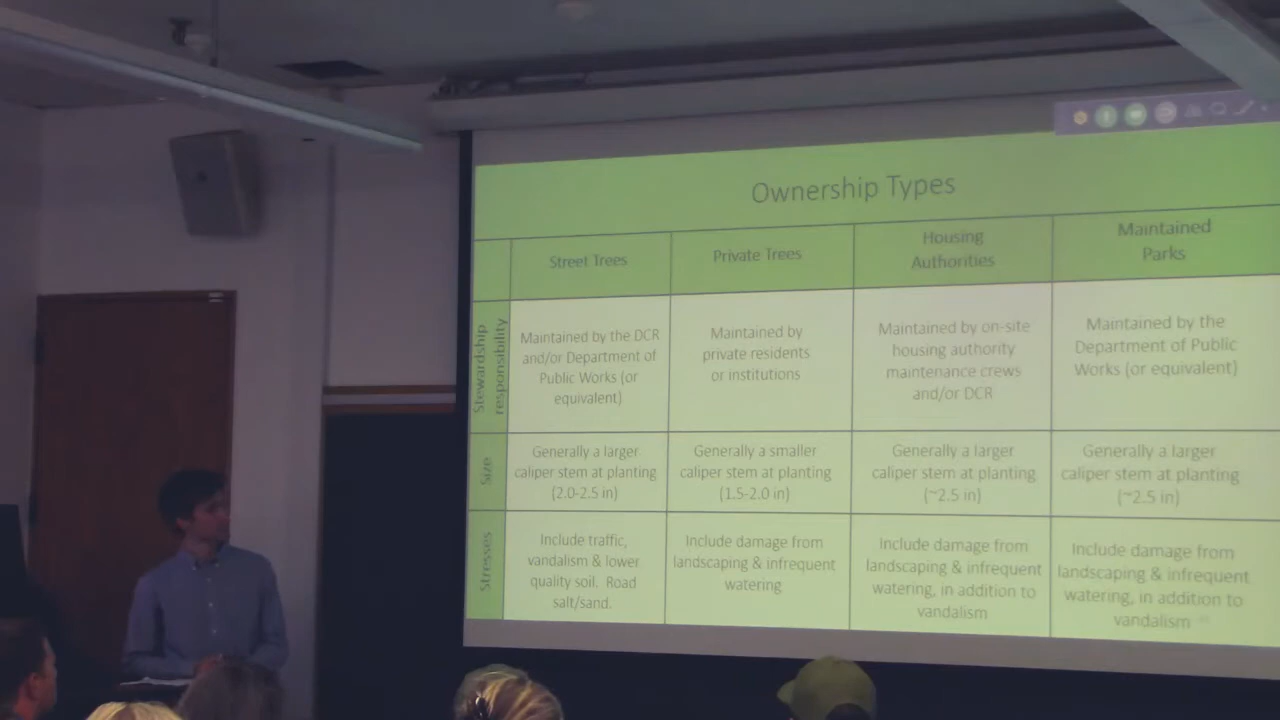 Ownership Types
Street Trees
Private Trees
Housing
Authorities
Maintained
Parks
Stewardship
responsibility
Maintained by the DCR
and/or Department of
Public Works (or
equivalent)
Maintained by
private residents
or institutions
Maintained by on-site
housing authority
maintenance crews
and/or DCR
Maintained by the
Department of Public
Works (or equivalent)
Size
Generally a larger
caliper stem at planting
(2.0-2.5 in)
Generally a smaller
caliper stem at planting
(1.5-2.0 in)
Generally a larger
caliper stem at planting
(~2.5 in)
Generally a larger
caliper stem at planting
(~2.5 in)
Stresses
Include traffic,
vandalism & lower
quality soil. Road
salt/sand.
Include damage from
landscaping & infrequent
watering
Include damage from
landscaping & infrequent
watering, in addition to
vandalism
Include damage from
landscaping & infrequent
watering, in addition to
vandalism